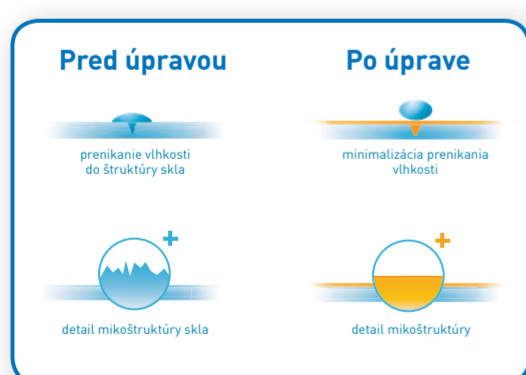 Pred úpravou
Po úprave
prenikanie vlhkosti
do štruktúry skla
minimalizácia prenikania
vlhkosti
detail mikoštruktúry skla
detail mikoštruktúry